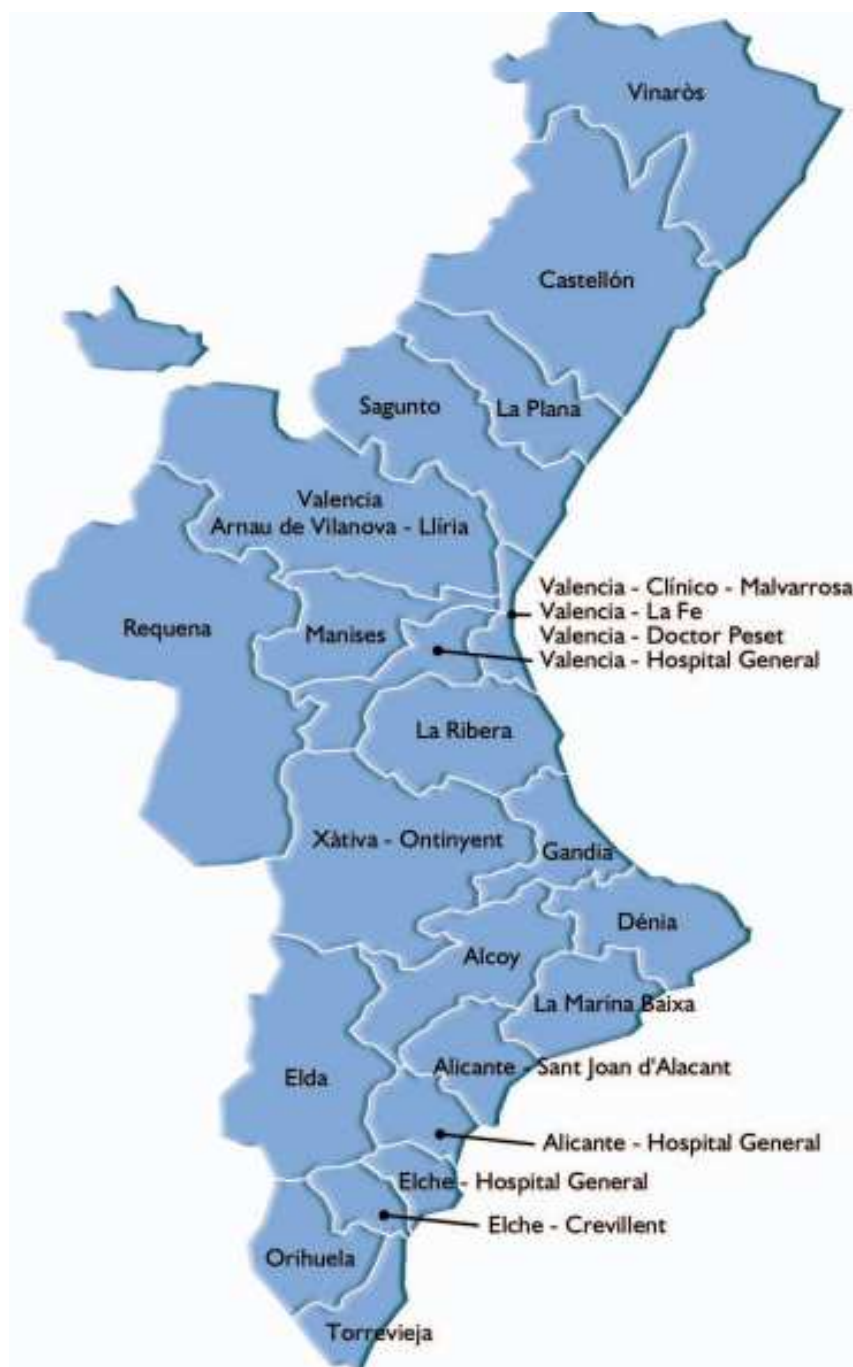 Vinaròs
Castellón
Sagunto
La Plana
Valencia
Arnau de Vilanova - Llíria
Valencia - Clínico - Malvarrosa
Valencia - La Fe
Valencia - Doctor Peset
Valencia - Hospital General
Requena
Manises
La Ribera
Xàtiva - Ontinyent
Gandia
Dénia
Alcoy
La Marina Baixa
Alicante - Sant Joan d'Alacant
Elda
Alicante - Hospital General
Elche - Hospital General
Elche - Crevillent
Orihuela
Torrevieja